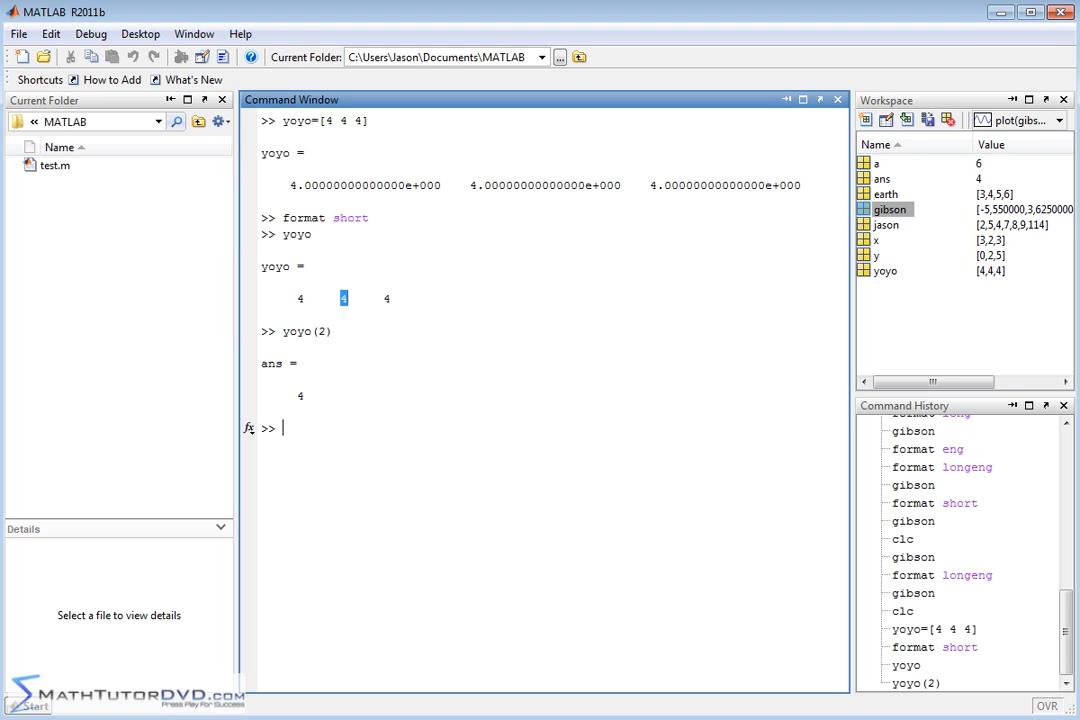 MATLAB R2011b
File Edit Debug Desktop Window Help
Current Folder: C:\Users\Jason\Documents\MATLAB ...
Shortcuts How to Add What's New
Current Folder
« MATLAB
Name
test.m
Details
Select a file to view details
MathTutorDVD.com
Press Play For Success
Start
Command Window
>> yoyo=[4 4 4]
yoyo =
4.00000000000000e+000 4.00000000000000e+000 4.00000000000000e+000
>> format short
>> yoyo
yoyo =
4 4 4
>> yoyo(2)
ans =
4
fx >>
Workspace
plot(gibs...
Name Value
a 6
ans 4
earth [3,4,5,6]
gibson [-5,550000,3,6250000
jason [2,5,4,7,8,9,114]
x [3,2,3]
y [0,2,5]
yoyo [4,4,4]
Command History
format long
gibson
format eng
format longeng
gibson
format short
gibson
clc
gibson
format longeng
gibson
clc
yoyo=[4 4 4]
format short
yoyo
yoyo(2)
OVR